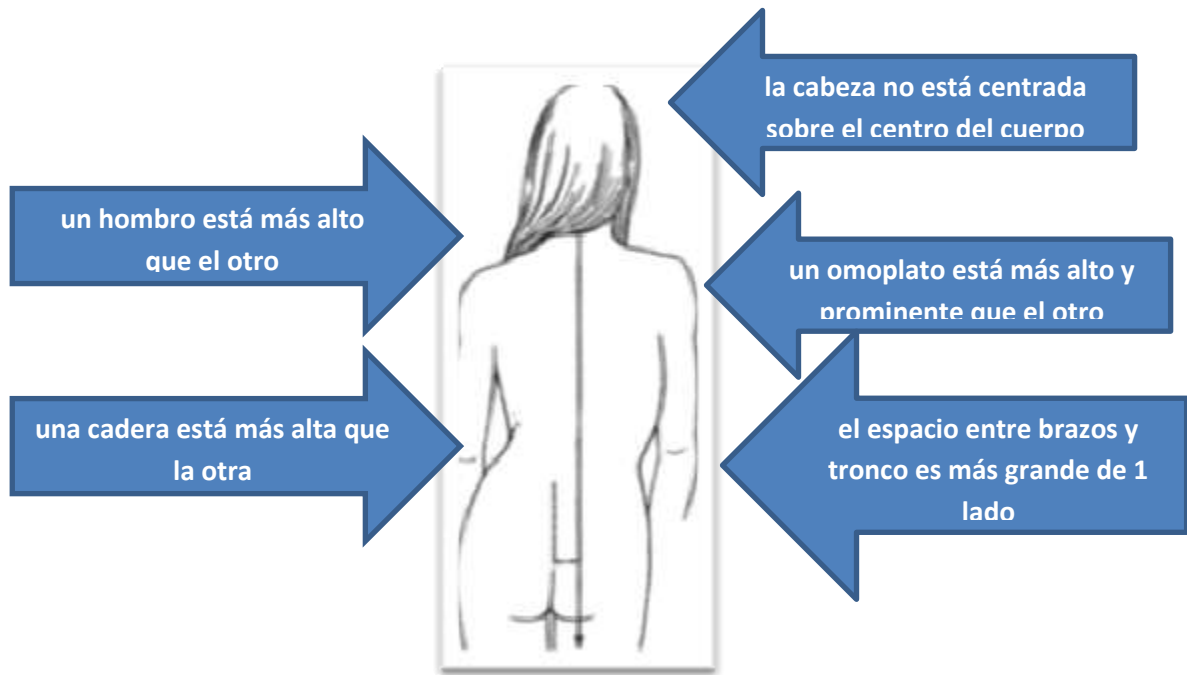 la cabeza no está centrada
sobre el centro del cuerpo
un hombro está más alto
que el otro
un omoplato está más alto y
prominente que el otro
una cadera está más alta que
la otra
el espacio entre brazos y
tronco es más grande de 1
lado